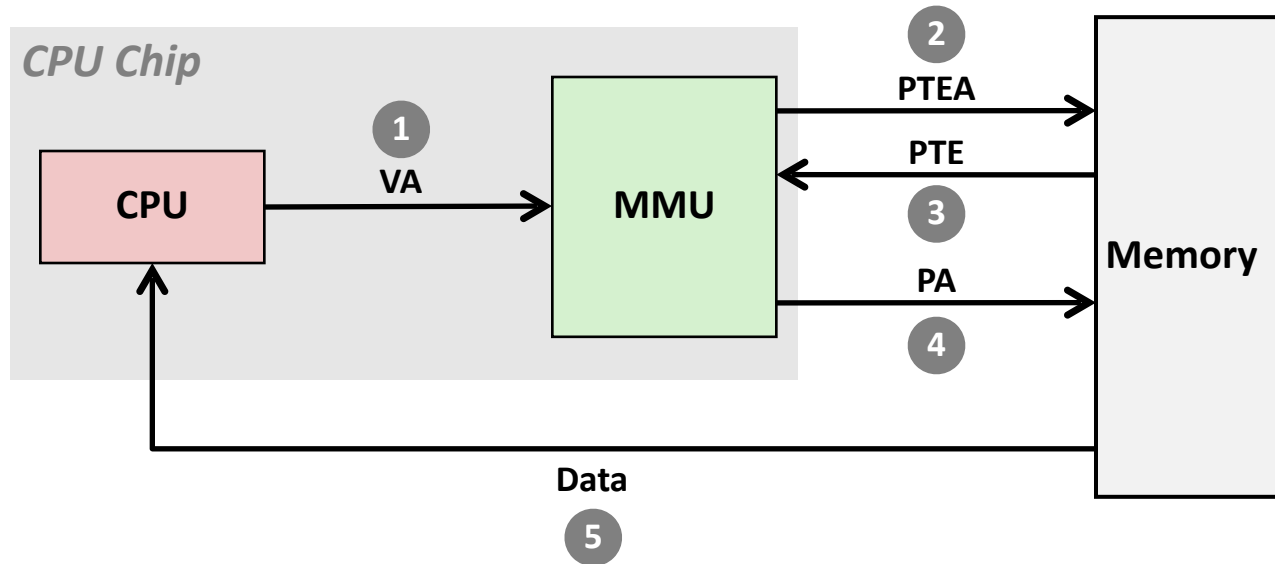 2
CPU Chip
PTEA
1
PTE
VA
CPU
MMU
3
Memory
PA
4
Data
5